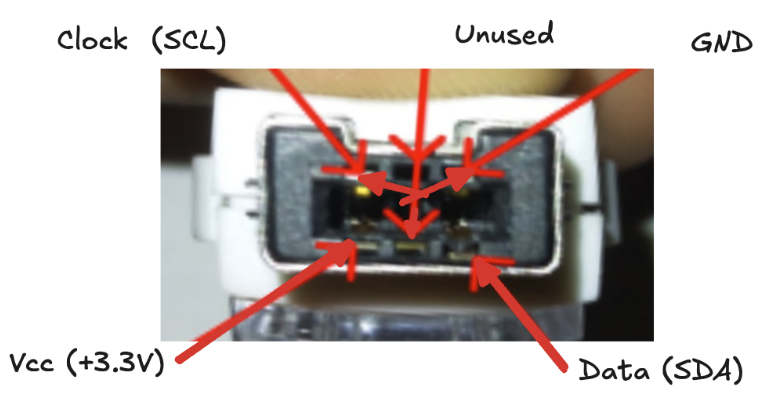 Clock (SCL)
Unused
GND
Vcc (+3.3V)
Data (SDA)